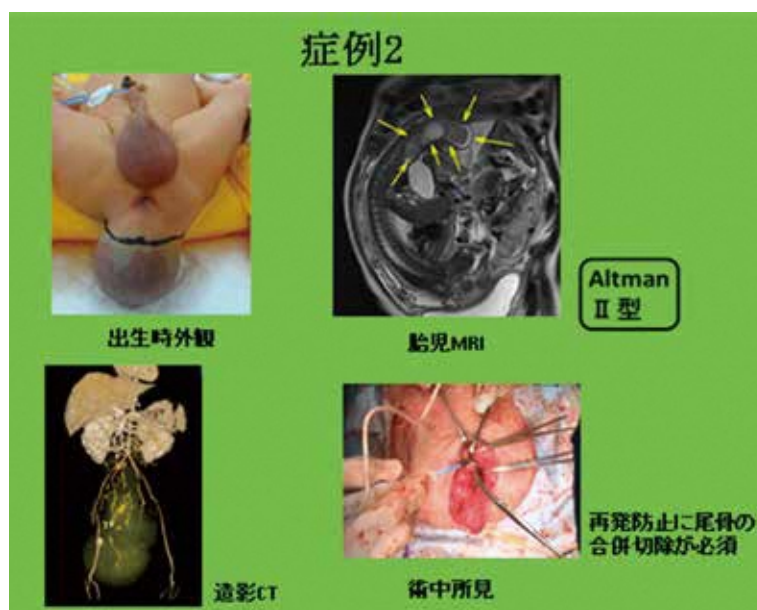 症例2
出生時外観
胎児MRI
Altman
Ⅱ型
造影CT
術中所見
再発防止に尾骨の
合併切除が必須